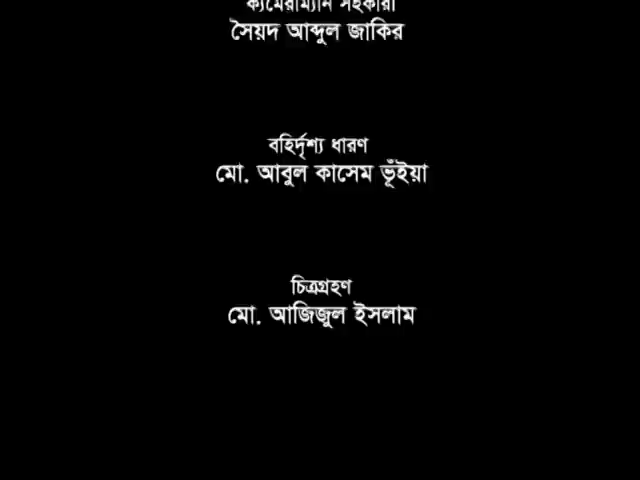 ক্যামেরাম্যান সহকারী
সৈয়দ আব্দুল জাকির
বহির্দৃশ্য ধারণ
মো. আবুল কাসেম ভূঁইয়া
চিত্রগ্রহণ
মো. আজিজুল ইসলাম